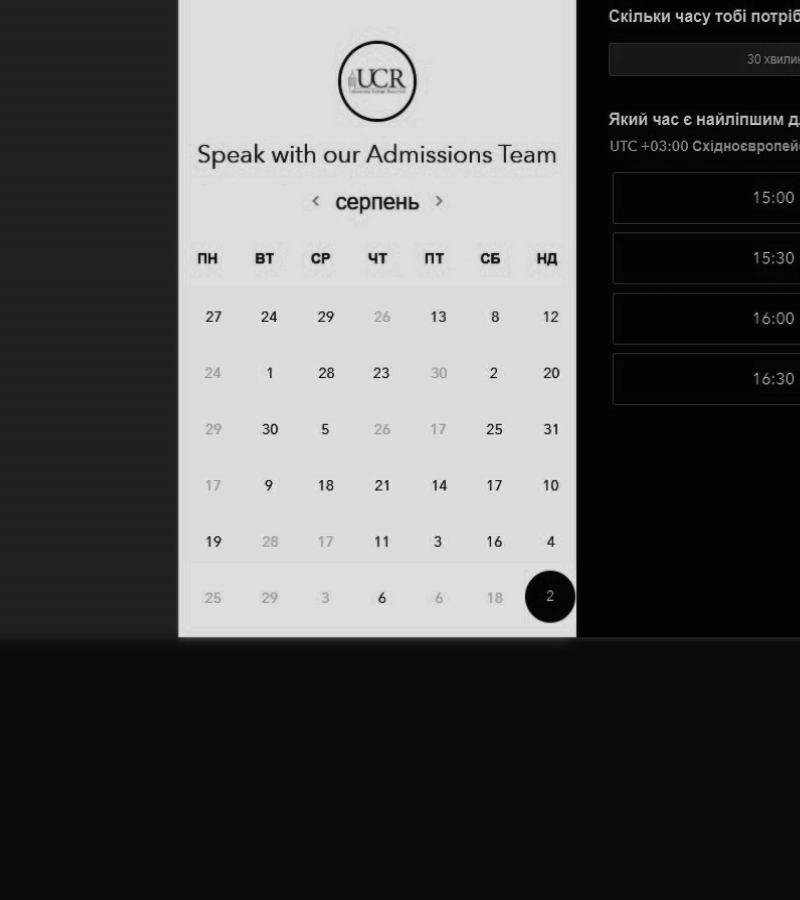 UCR
Speak with our Admissions Team
< серпень >
ПН ВТ СР ЧТ ПТ СБ НД
27 24 29 26 13 8 12
24 1 28 23 30 2 20
29 30 5 26 17 25 31
17 9 18 21 14 17 10
19 28 17 11 3 16 4
25 29 3 6 6 18 2
Скільки часу тобі
30
Який час є найліпшим
UTC +03:00
15:00
15:30
16:00
16:30